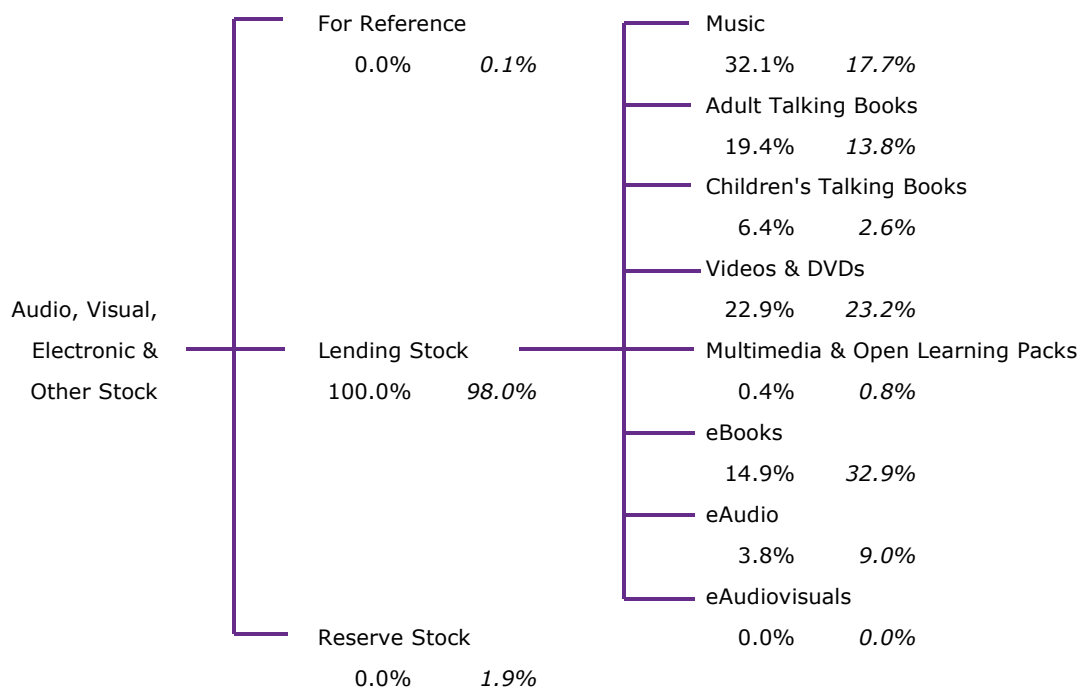 For Reference
0.0% 0.1%
Music
32.1% 17.7%
Adult Talking Books
19.4% 13.8%
Children's Talking Books
6.4% 2.6%
Videos & DVDs
22.9% 23.2%
Audio, Visual,
Electronic &
Other Stock
Lending Stock
100.0% 98.0%
Multimedia & Open Learning Packs
0.4% 0.8%
eBooks
14.9% 32.9%
eAudio
3.8% 9.0%
eAudiovisuals
0.0% 0.0%
Reserve Stock
0.0% 1.9%